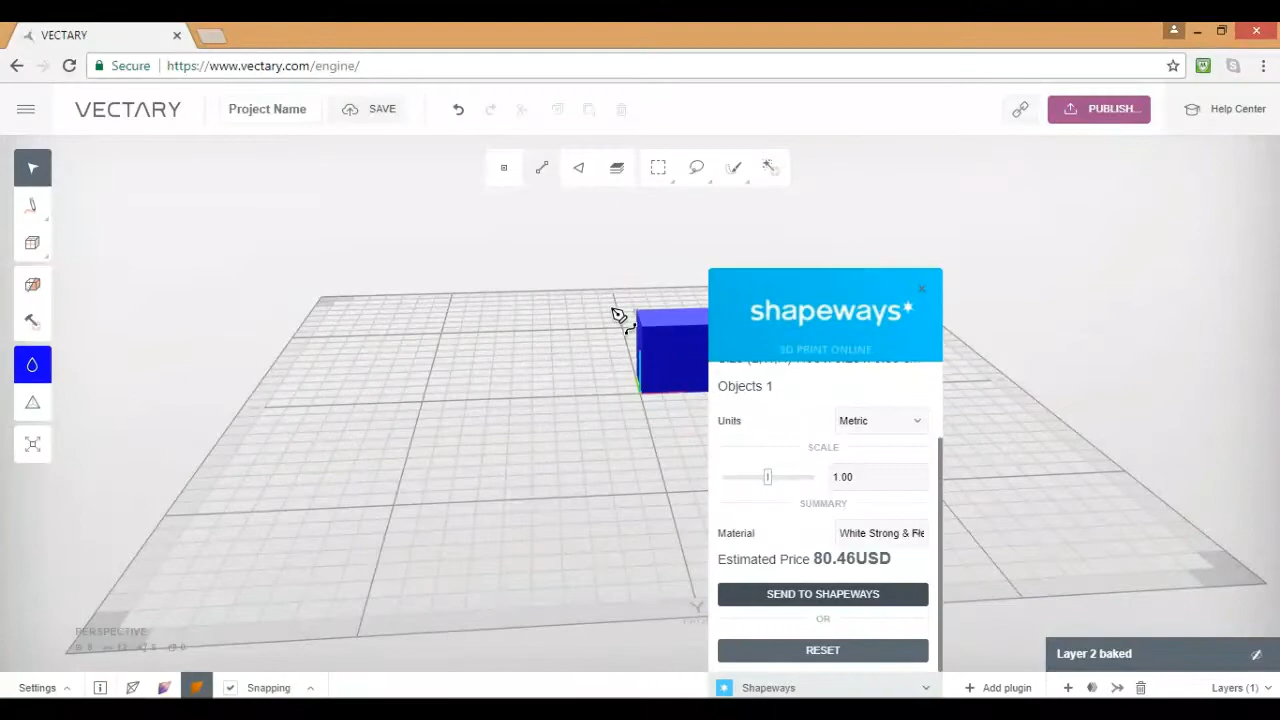 VECTARY
Secure https://www.vectary.com/engine/
VECTARY Project Name SAVE PUBLISH... Help Center
shapeways*
3D PRINT ONLINE
Objects 1
Units Metric
SCALE
1.00
SUMMARY
Material White Strong & Fle
Estimated Price 80.46USD
SEND TO SHAPEWAYS
OR
RESET
Y
PERSPECTIVE
Layer 2 baked
Settings Snapping Shapeways Add plugin Layers (1)